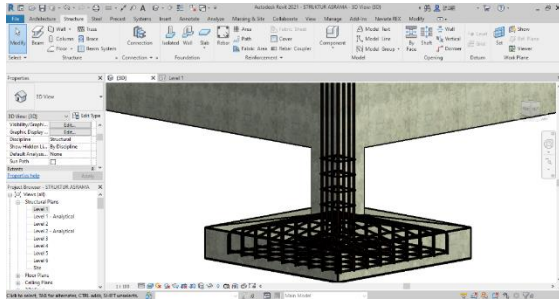 Autodesk Revit 2021 - STRUKTUR ASRAMA - 3D View: {3D}
File Architecture Structure Steel Precast Systems Insert Annotate Analyze Massing & Site Collaborate View Manage Add-Ins Naviate REX Modify
Modify Beam Wall Column Floor Truss Brace Beam System Connection Isolated Wall Slab Rebar Area Path Fabric Area Fabric Sheet Cover Rebar Coupler Component Model Text Model Line Model Group By Face Shaft Wall Vertical Dormer Level Grid Set Show Ref Plane Viewer
Select Structure Connection Foundation Reinforcement Model Opening Datum Work Plane
Properties
{3D}
Level 1
3D View
3D View: {3D}
Edit Type
Visibility/Graphi... Edit...
Graphic Display ... Edit...
Discipline Structural
Show Hidden Li... By Discipline
Default Analysis... None
Sun Path
Extents
Properties help
Apply
Project Browser - STRUKTUR ASRAMA
Views (all)
Structural Plans
Level 1
Level 1 - Analytical
Level 2
Level 2 - Analytical
Level 3
Level 4
Level 5
Level 6
Site
Floor Plans
Ceiling Plans
1 : 100
Click to select, TAB for alternates, CTRL adds, SHIFT unselects.
Main Model